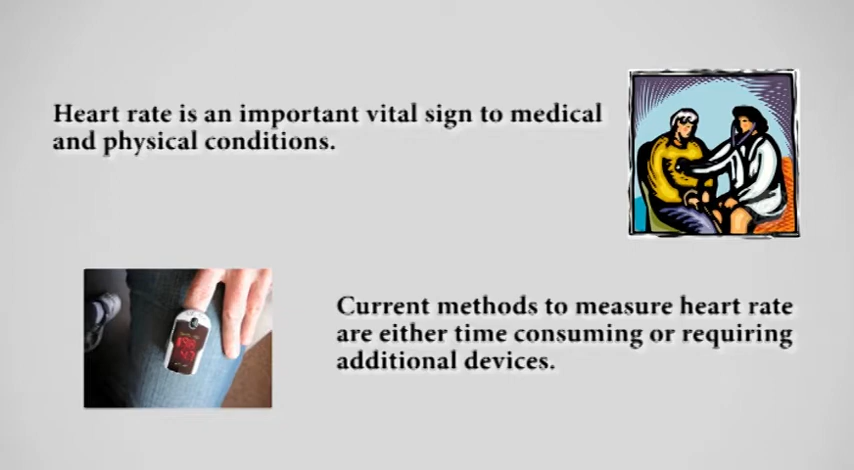 Heart rate is an important vital sign to medical
and physical conditions.
Current methods to measure heart rate
are either time consuming or requiring
additional devices.